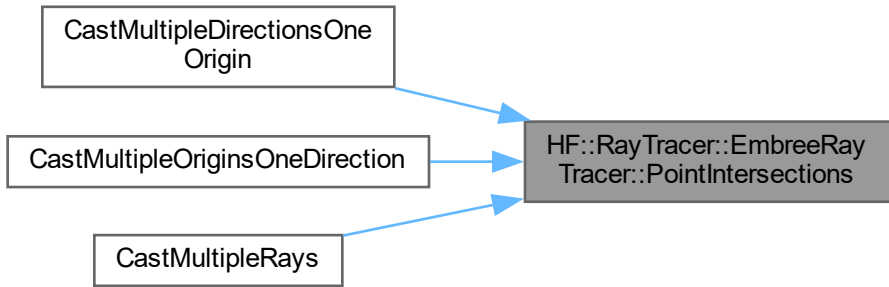 CastMultipleDirectionsOne
Origin
CastMultipleOriginsOneDirection
CastMultipleRays
HF::RayTracer::EmbreeRay
Tracer::PointIntersections